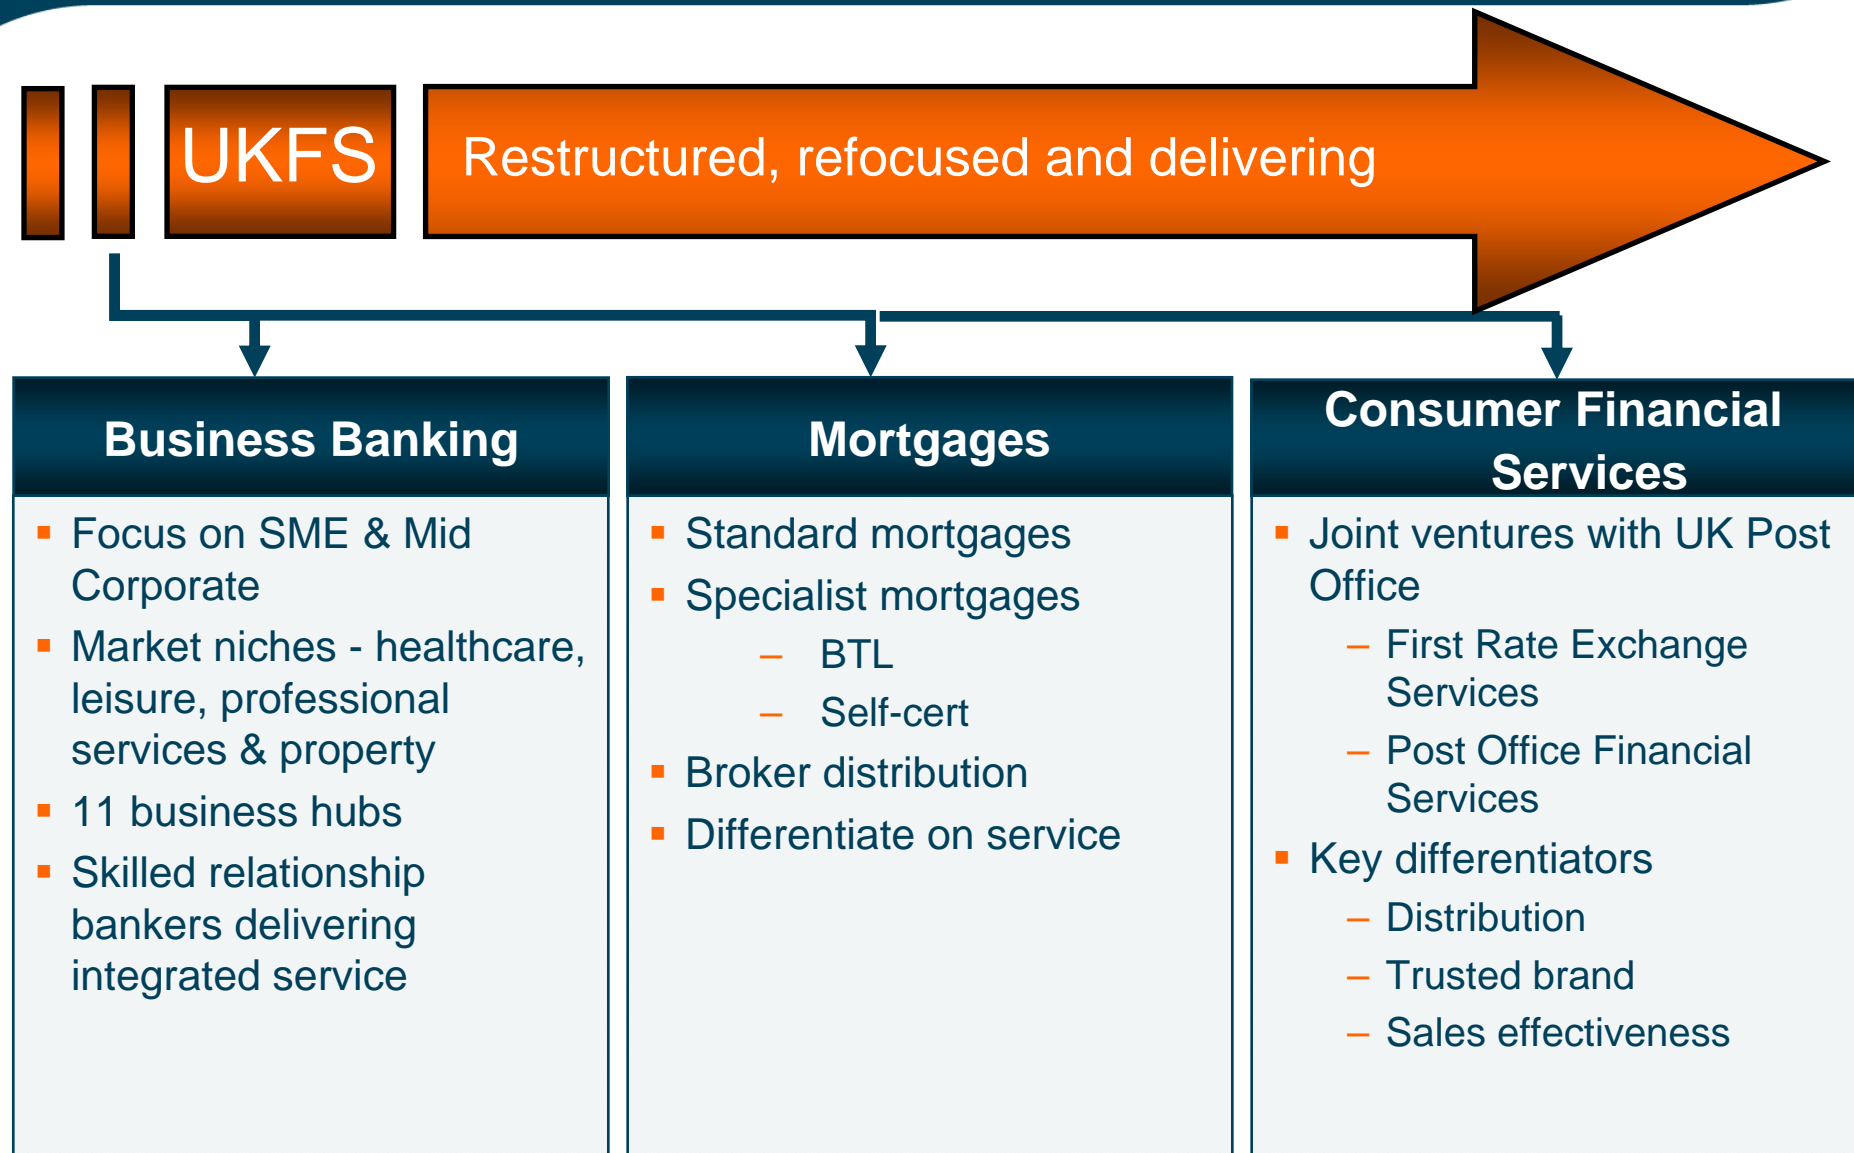 UKFS
Restructured, refocused and delivering
Business Banking
Focus on SME & Mid
Corporate
Market niches - healthcare,
leisure, professional
services & property
11 business hubs
Skilled relationship
bankers delivering
integrated service
Mortgages
Standard mortgages
Specialist mortgages
– BTL
– Self-cert
Broker distribution
Differentiate on service
Consumer Financial
Services
Joint ventures with UK Post
Office
– First Rate Exchange
Services
– Post Office Financial
Services
Key differentiators
– Distribution
– Trusted brand
– Sales effectiveness